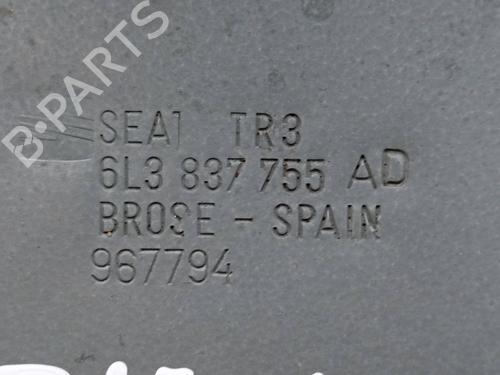 B-PARTS
SEAT TR3
6L3 837 755 AD
BROSE - SPAIN
967794